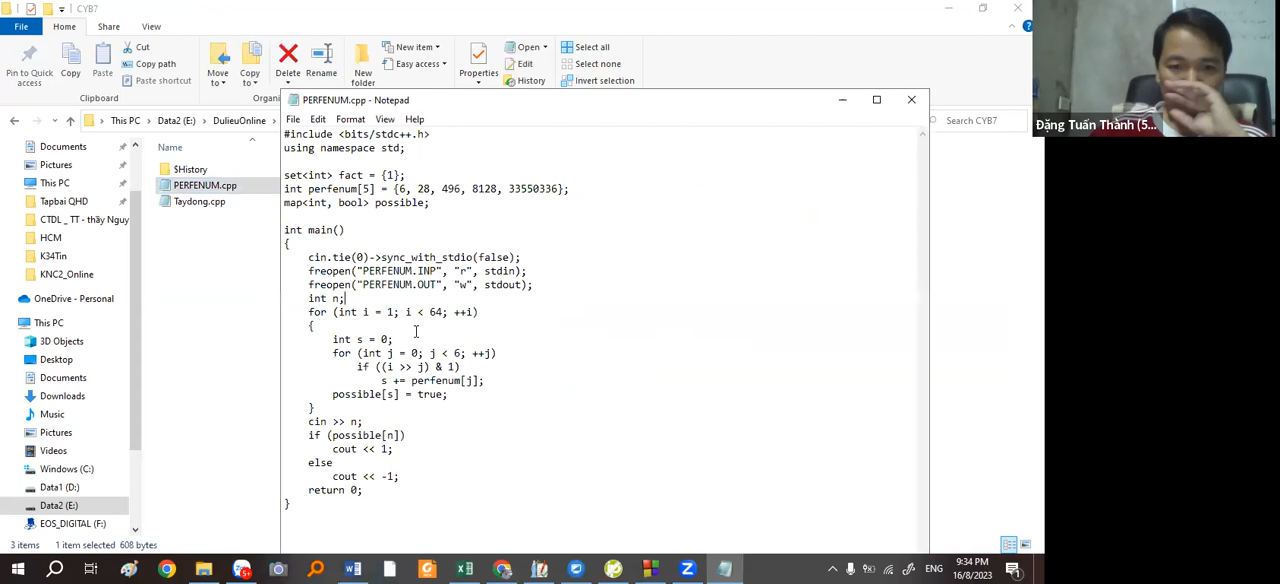 CYB7
File
Home
Share
View
Pin to Quick access
Copy
Paste
Cut
Copy path
Paste shortcut
Clipboard
Move to
Copy to
Delete
Rename
Organi
New folder
New item
Easy access
Properties
Open
Edit
History
Select all
Select none
Invert selection
This PC
Data2 (E:)
DulieuOnline
Search CYB7
Documents
Pictures
This PC
Tapbai QHD
CTDL _ TT - thầy Nguy
HCM
K34Tin
KNC2_Online
OneDrive - Personal
This PC
3D Objects
Desktop
Documents
Downloads
Music
Pictures
Videos
Windows (C:)
Data1 (D:)
Data2 (E:)
EOS_DIGITAL (F:)
Name
$History
PERFENUM.cpp
Taydong.cpp
3 items
1 item selected 608 bytes
PERFENUM.cpp - Notepad
File Edit Format View Help
#include <bits/stdc++.h>
using namespace std;
set<int> fact = {1};
int perfenum[5] = {6, 28, 496, 8128, 33550336};
map<int, bool> possible;
int main()
{
cin.tie(0)->sync_with_stdio(false);
freopen("PERFENUM.INP", "r", stdin);
freopen("PERFENUM.OUT", "w", stdout);
int n;
for (int i = 1; i < 64; ++i)
{
int s = 0;
for (int j = 0; j < 6; ++j)
if ((i >> j) & 1)
s += perfenum[j];
possible[s] = true;
}
cin >> n;
if (possible[n])
cout << 1;
else
cout << -1;
return 0;
}
Đặng Tuấn Thành (5...
ENG
9:34 PM
16/8/2023